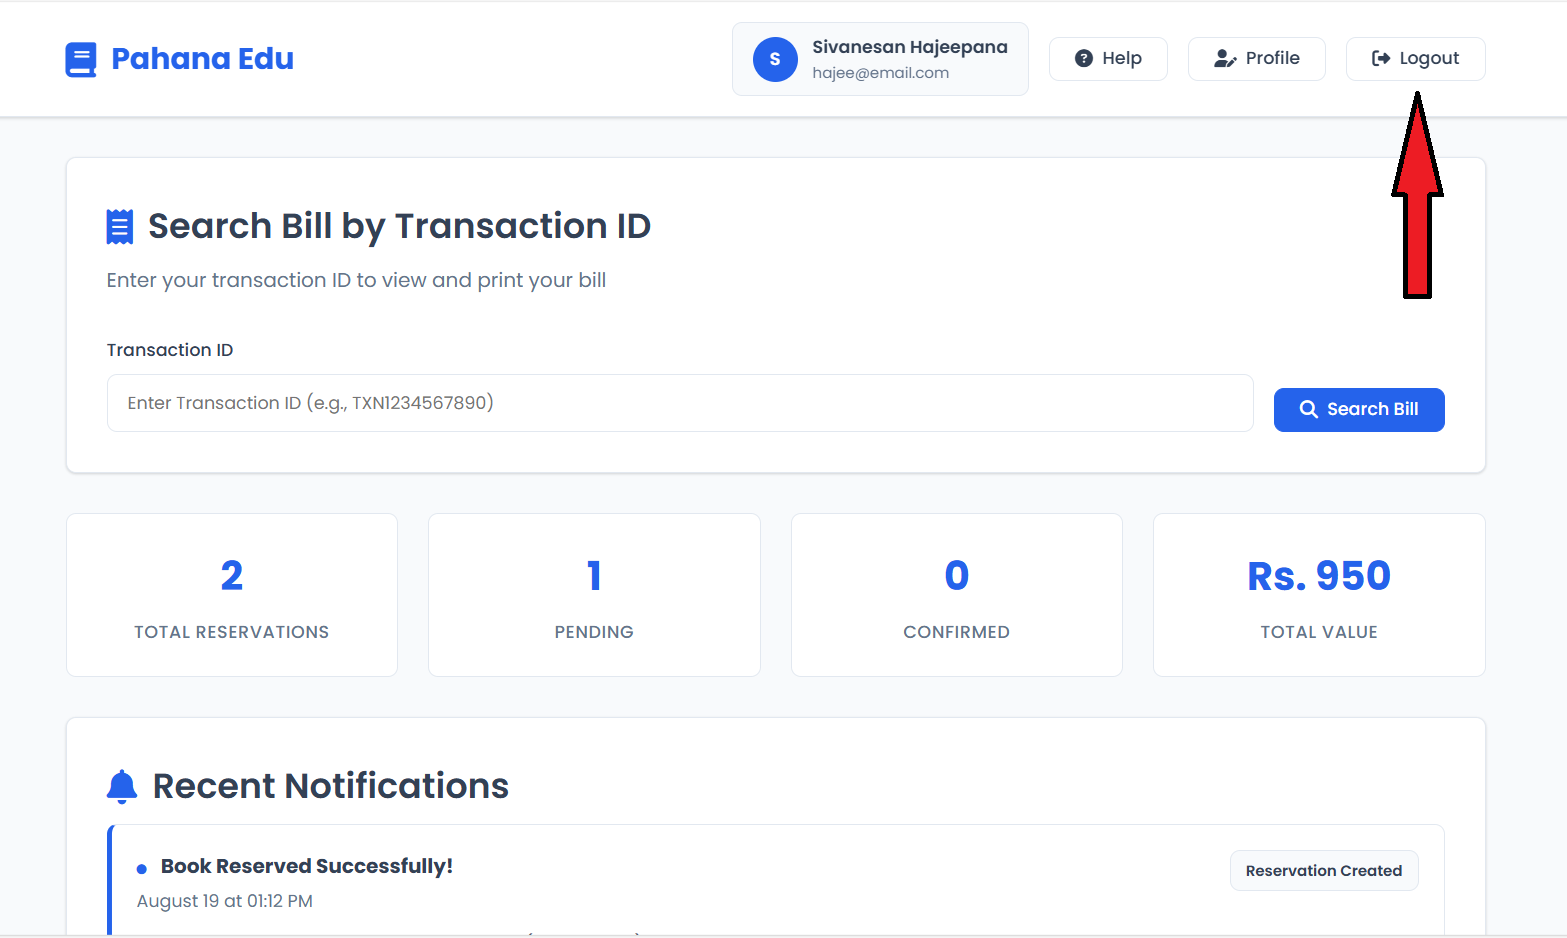 Pahana Edu
S
Sivanesan Hajeepana
hajee@email.com
Help
Profile
Logout
Search Bill by Transaction ID
Enter your transaction ID to view and print your bill
Transaction ID
Enter Transaction ID (e.g., TXN1234567890)
Search Bill
2
TOTAL RESERVATIONS
1
PENDING
0
CONFIRMED
Rs. 950
TOTAL VALUE
Recent Notifications
Book Reserved Successfully!
Reservation Created
August 19 at 01:12 PM